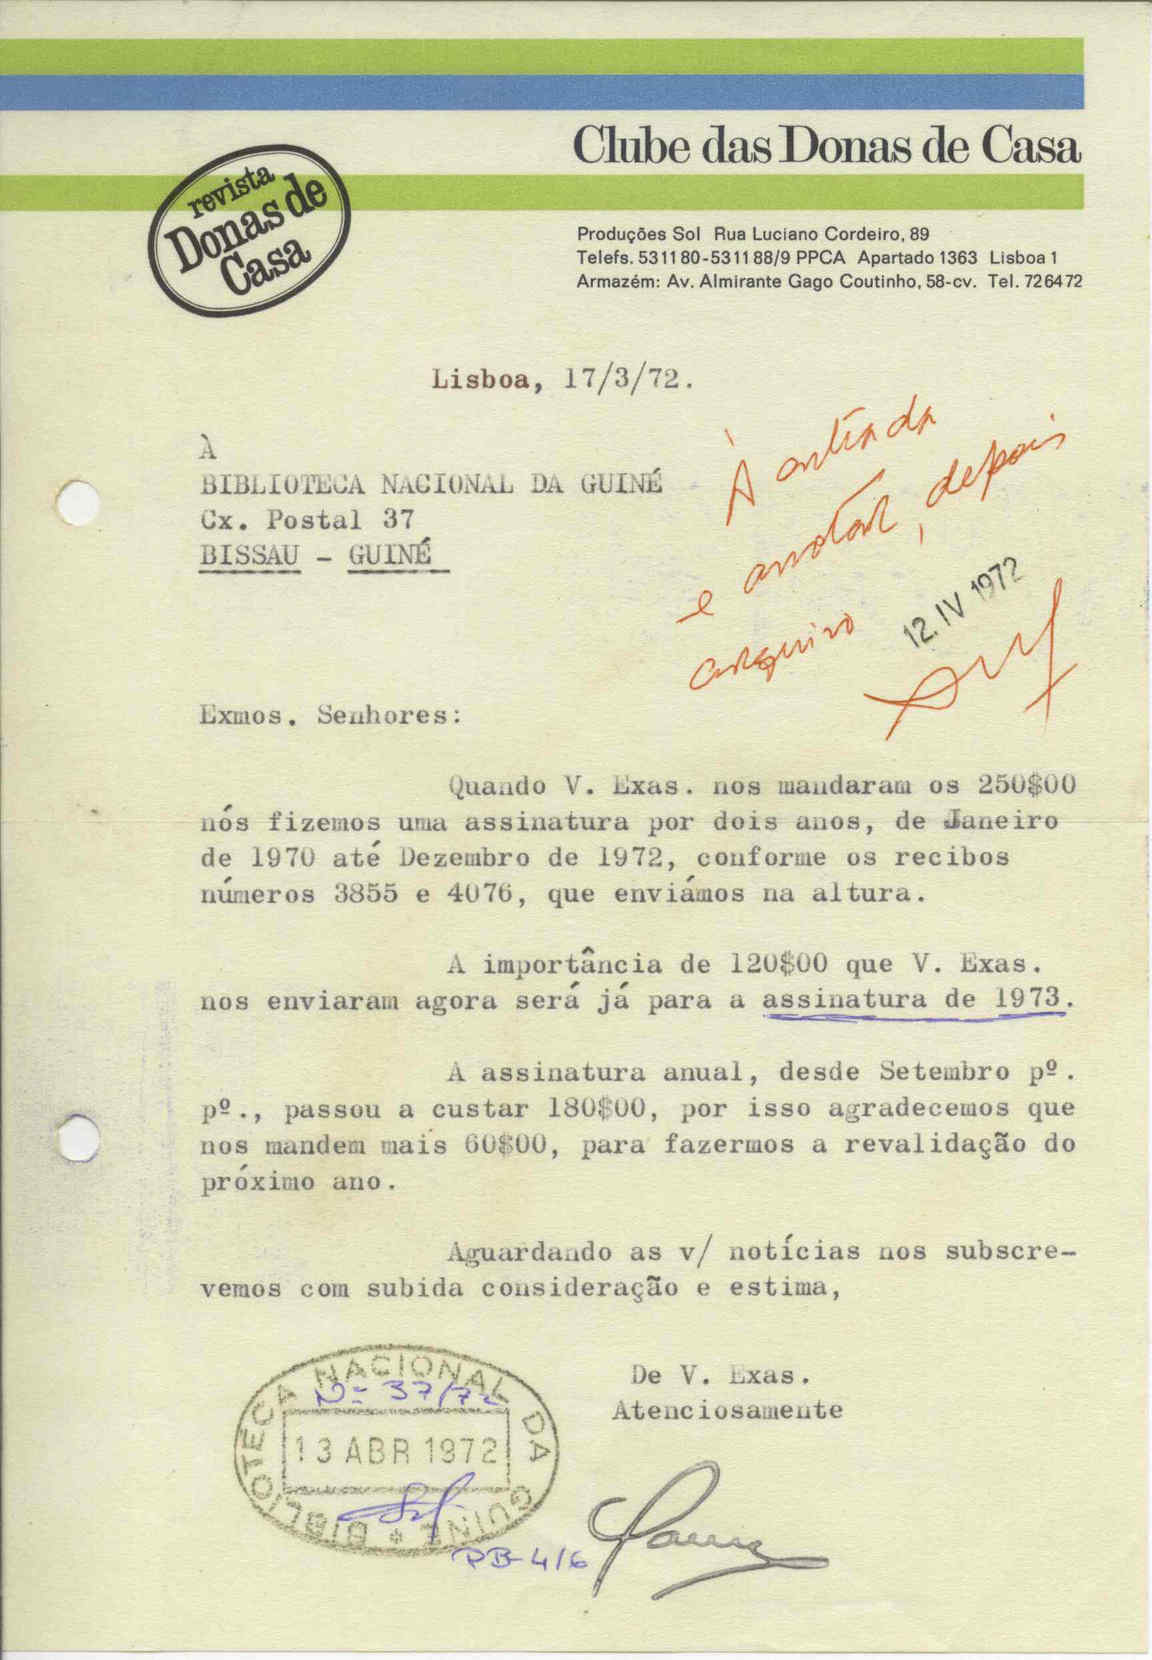 Clube das Donas de Casa
revista
Donas de
Casa
Produções Sol Rua Luciano Cordeiro, 89
Telefs. 531180-531188/9 PPCA Apartado 1363 Lisboa 1
Armazém: Av. Almirante Gago Coutinho, 58-cv. Tel. 726472
Lisboa, 17/3/72.
À
BIBLIOTECA NACIONAL DA GUINÉ
Cx. Postal 37
BISSAU - GUINÉ
À entrada
e anotar, depois
arquivo
12. IV 1972
Exmos. Senhores:
Quando V. Exas. nos mandaram os 250$00
nós fizemos uma assinatura por dois anos, de Janeiro
de 1970 até Dezembro de 1972, conforme os recibos
números 3855 e 4076, que enviámos na altura.
A importância de 120$00 que V. Exas.
nos enviaram agora será já para a assinatura de 1973.
A assinatura anual, desde Setembro pº.
pº., passou a custar 180$00, por isso agradecemos que
nos mandem mais 60$00, para fazermos a revalidação do
próximo ano.
Aguardando as v/ notícias nos subscre-
vemos com subida consideração e estima,
De V. Exas.
Atenciosamente
BIBLIOTECA NACIONAL DA GUINÉ *
Nº 37/72
13 ABR 1972
PB-4/6